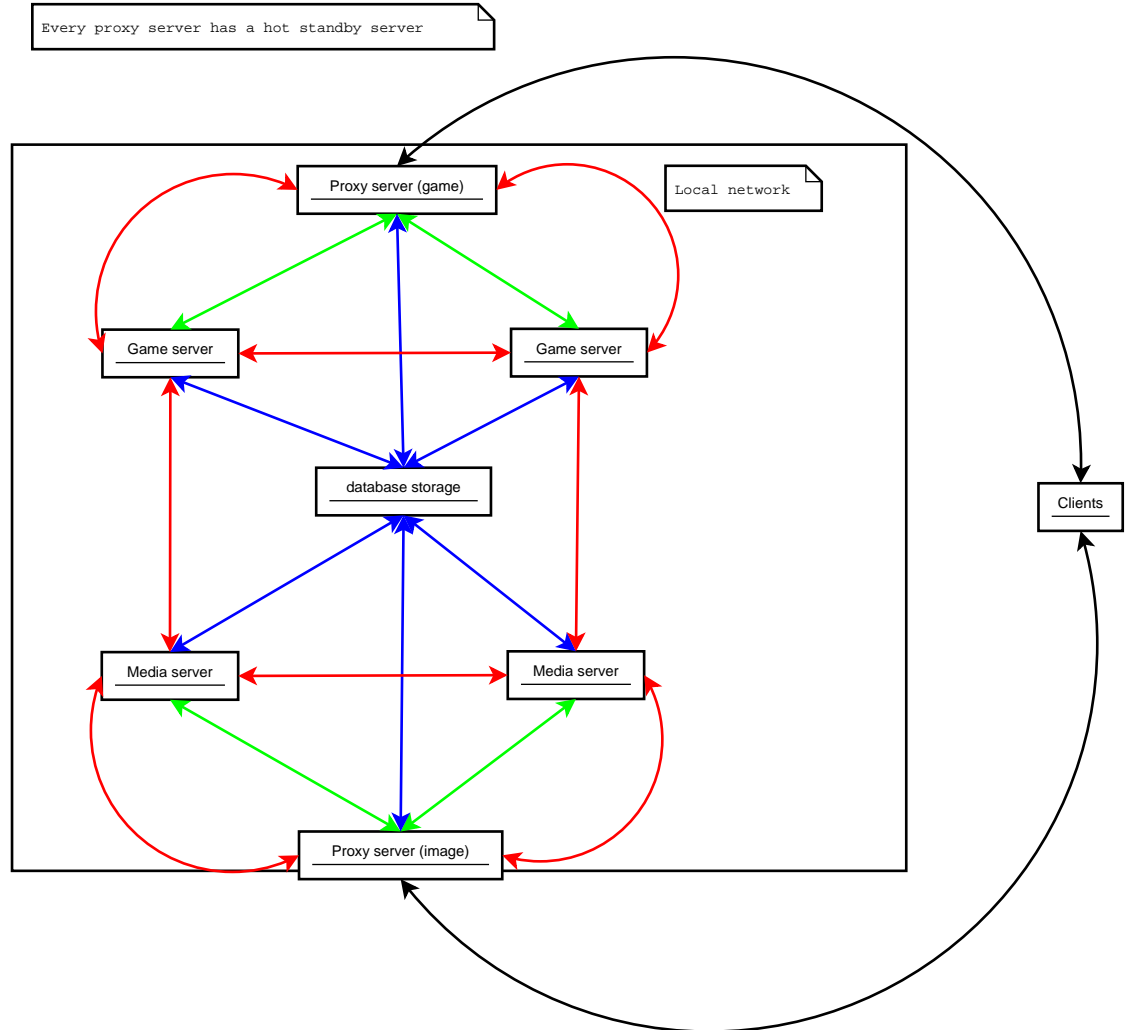 Every proxy server has a hot standby server
Proxy server (game)
Local network
Game server
Game server
database storage
Clients
Media server
Media server
Proxy server (image)